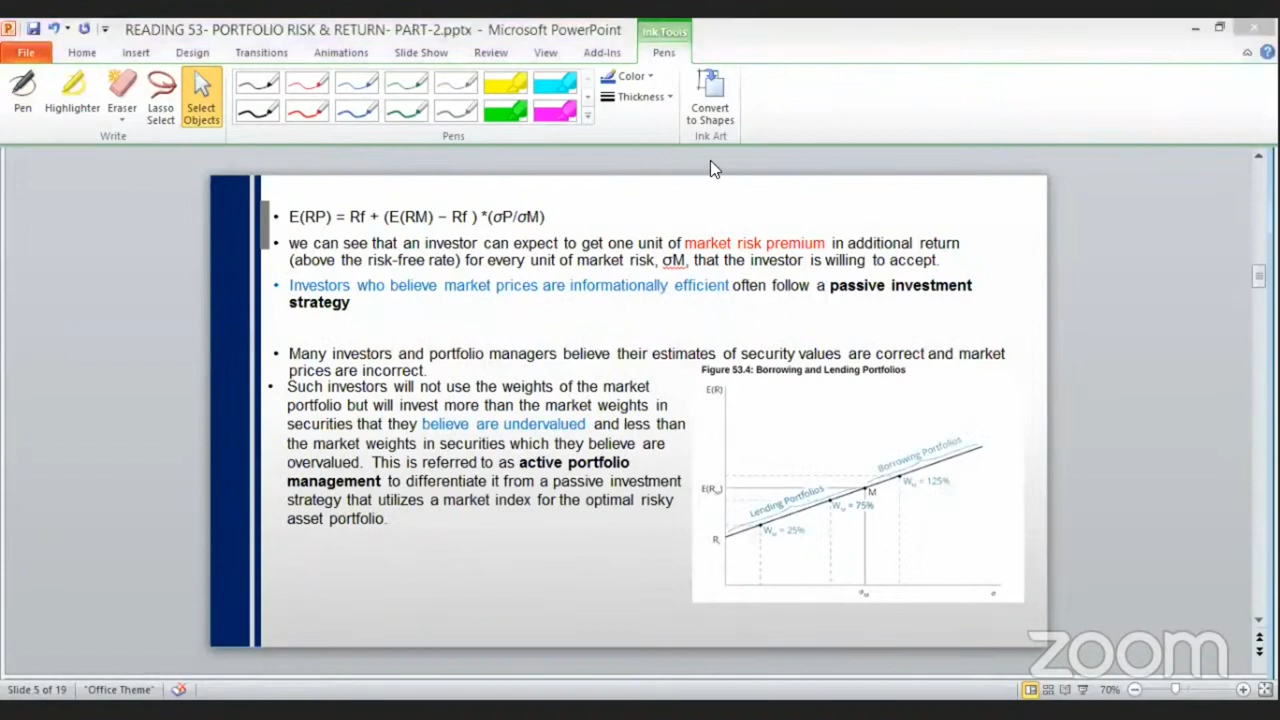 READING 53- PORTFOLIO RISK & RETURN- PART-2.pptx - Microsoft PowerPoint
Ink Tools
File Home Insert Design Transitions Animations Slide Show Review View Add-Ins Pens
Pen Highlighter Eraser Lasso Select Select Objects Color Thickness Convert to Shapes
Write Pens Ink Art
• E(RP) = Rf + (E(RM) − Rf ) *(σP/σM)
• we can see that an investor can expect to get one unit of market risk premium in additional return
(above the risk-free rate) for every unit of market risk, σM, that the investor is willing to accept.
• Investors who believe market prices are informationally efficient often follow a passive investment
strategy
• Many investors and portfolio managers believe their estimates of security values are correct and market
prices are incorrect.
• Such investors will not use the weights of the market
portfolio but will invest more than the market weights in
securities that they believe are undervalued and less than
the market weights in securities which they believe are
overvalued. This is referred to as active portfolio
management to differentiate it from a passive investment
strategy that utilizes a market index for the optimal risky
asset portfolio.
Figure 53.4: Borrowing and Lending Portfolios
E(R)
Borrowing Portfolios
E(RM)
M
WM = 125%
Lending Portfolios
WM = 75%
WM = 25%
Rf
σM
σ
zoom
Slide 5 of 19 "Office Theme" 70%